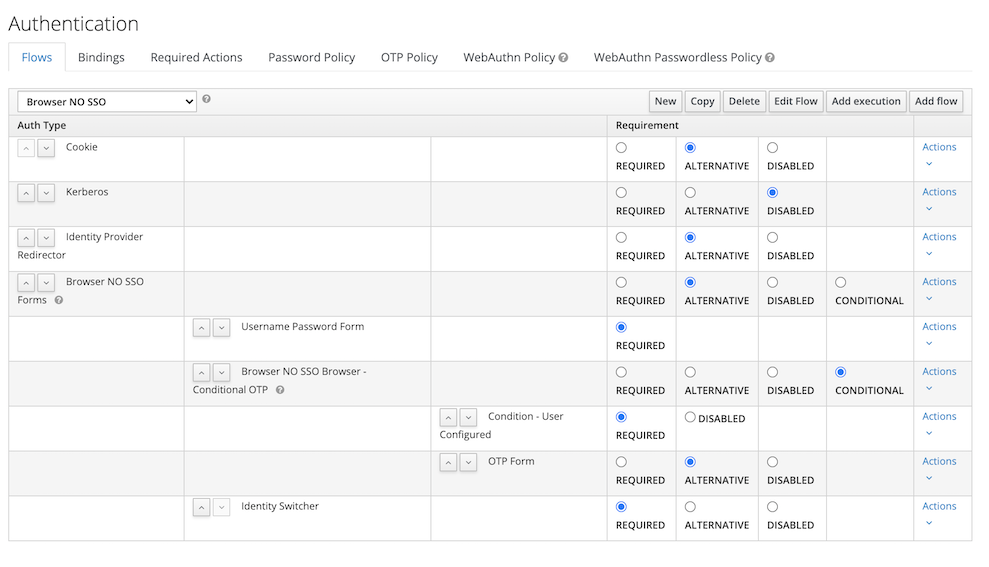 Authentication
Flows Bindings Required Actions Password Policy OTP Policy WebAuthn Policy WebAuthn Passwordless Policy
Browser NO SSO New Copy Delete Edit Flow Add execution Add flow
Auth Type Requirement
Cookie Actions
REQUIRED ALTERNATIVE DISABLED
Kerberos Actions
REQUIRED ALTERNATIVE DISABLED
Identity Provider Actions
Redirector REQUIRED ALTERNATIVE DISABLED
Browser NO SSO Actions
Forms REQUIRED ALTERNATIVE DISABLED CONDITIONAL
Username Password Form Actions
REQUIRED
Browser NO SSO Browser - Actions
Conditional OTP REQUIRED ALTERNATIVE DISABLED CONDITIONAL
Condition - User DISABLED Actions
Configured REQUIRED
OTP Form Actions
REQUIRED ALTERNATIVE DISABLED
Identity Switcher Actions
REQUIRED ALTERNATIVE DISABLED